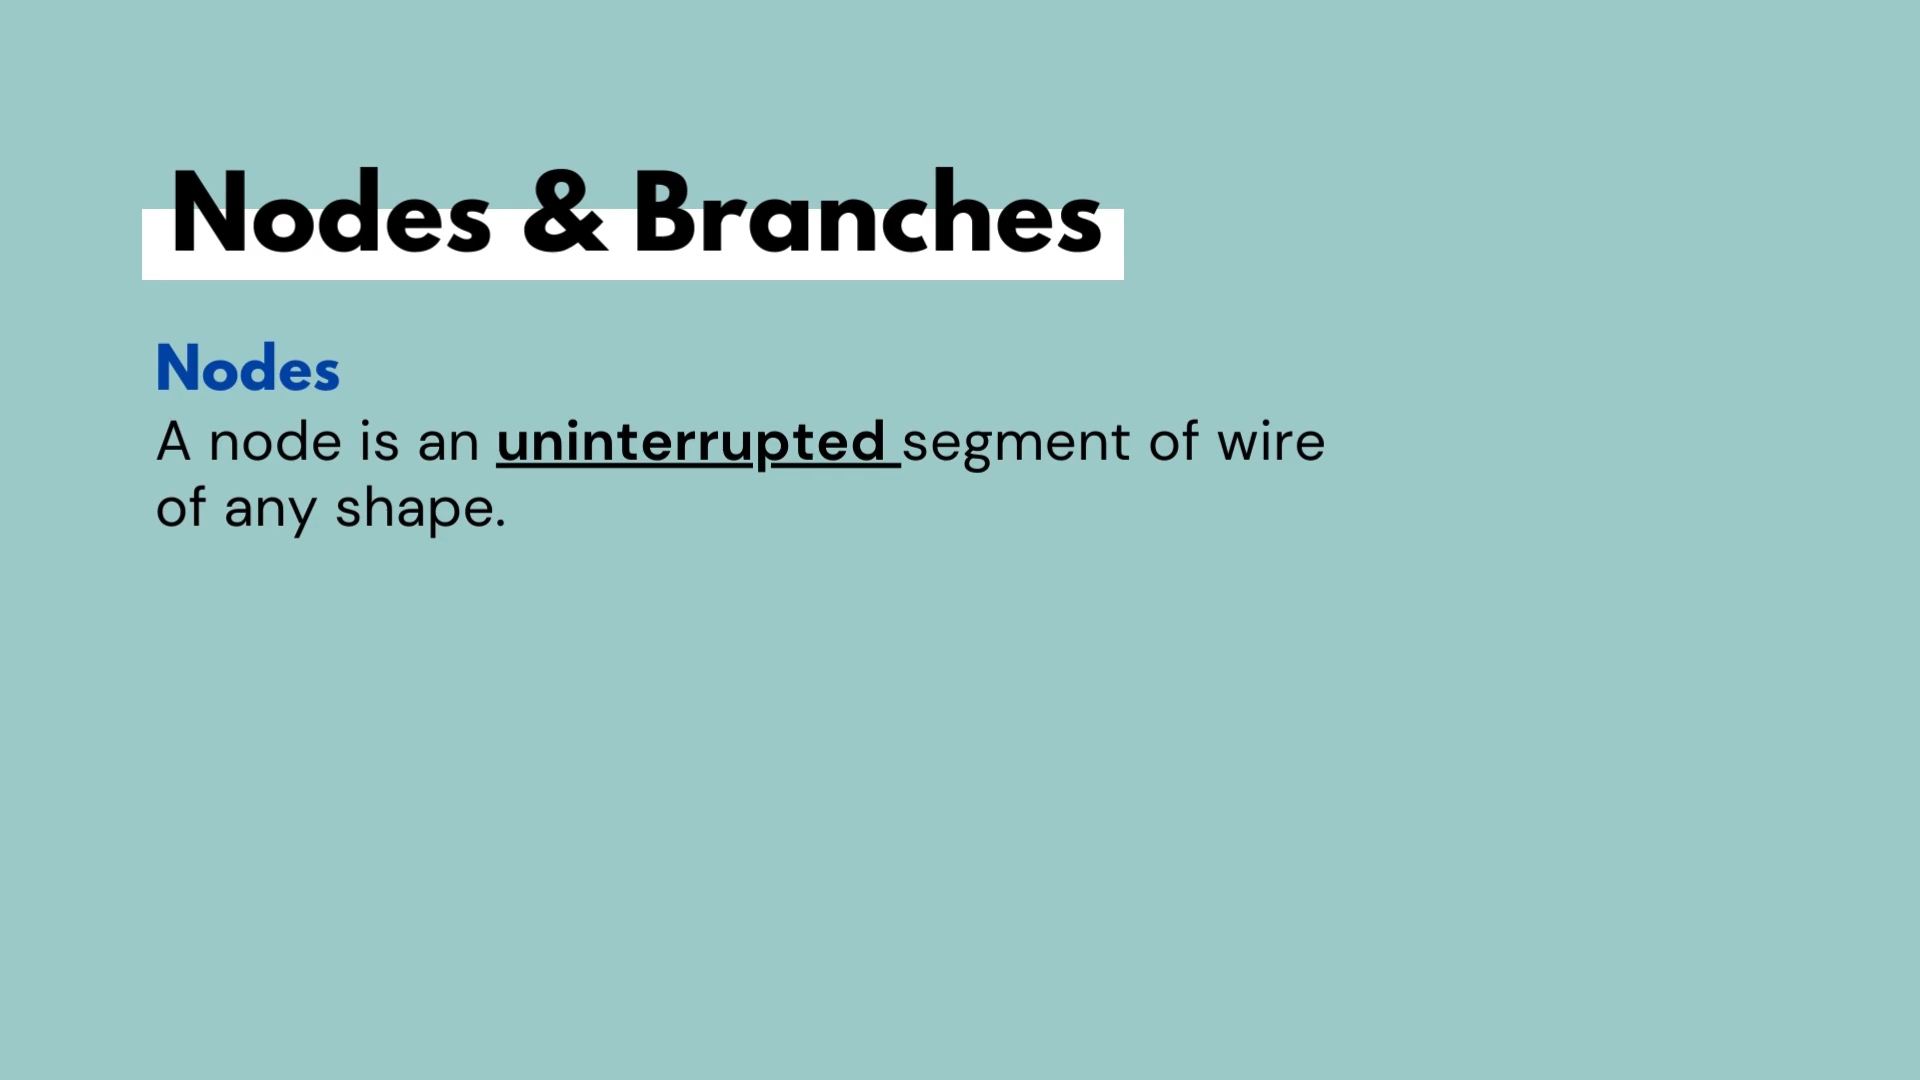 Nodes & Branches
Nodes
A node is an uninterrupted segment of wire
of any shape.